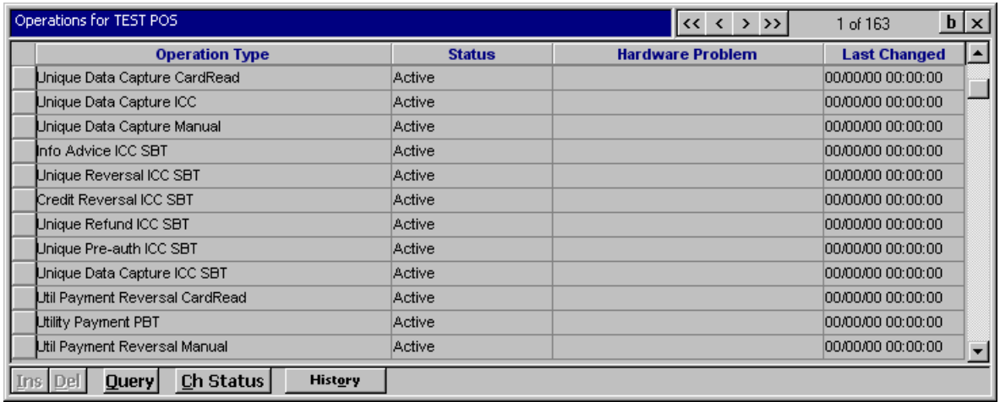 Operations for TEST POS << < > >> 1 of 163 b x
Operation Type Status Hardware Problem Last Changed
Unique Data Capture CardRead Active 00/00/00 00:00:00
Unique Data Capture ICC Active 00/00/00 00:00:00
Unique Data Capture Manual Active 00/00/00 00:00:00
Info Advice ICC SBT Active 00/00/00 00:00:00
Unique Reversal ICC SBT Active 00/00/00 00:00:00
Credit Reversal ICC SBT Active 00/00/00 00:00:00
Unique Refund ICC SBT Active 00/00/00 00:00:00
Unique Pre-auth ICC SBT Active 00/00/00 00:00:00
Unique Data Capture ICC SBT Active 00/00/00 00:00:00
Util Payment Reversal CardRead Active 00/00/00 00:00:00
Utility Payment PBT Active 00/00/00 00:00:00
Util Payment Reversal Manual Active 00/00/00 00:00:00
Ins Del Query Ch Status History